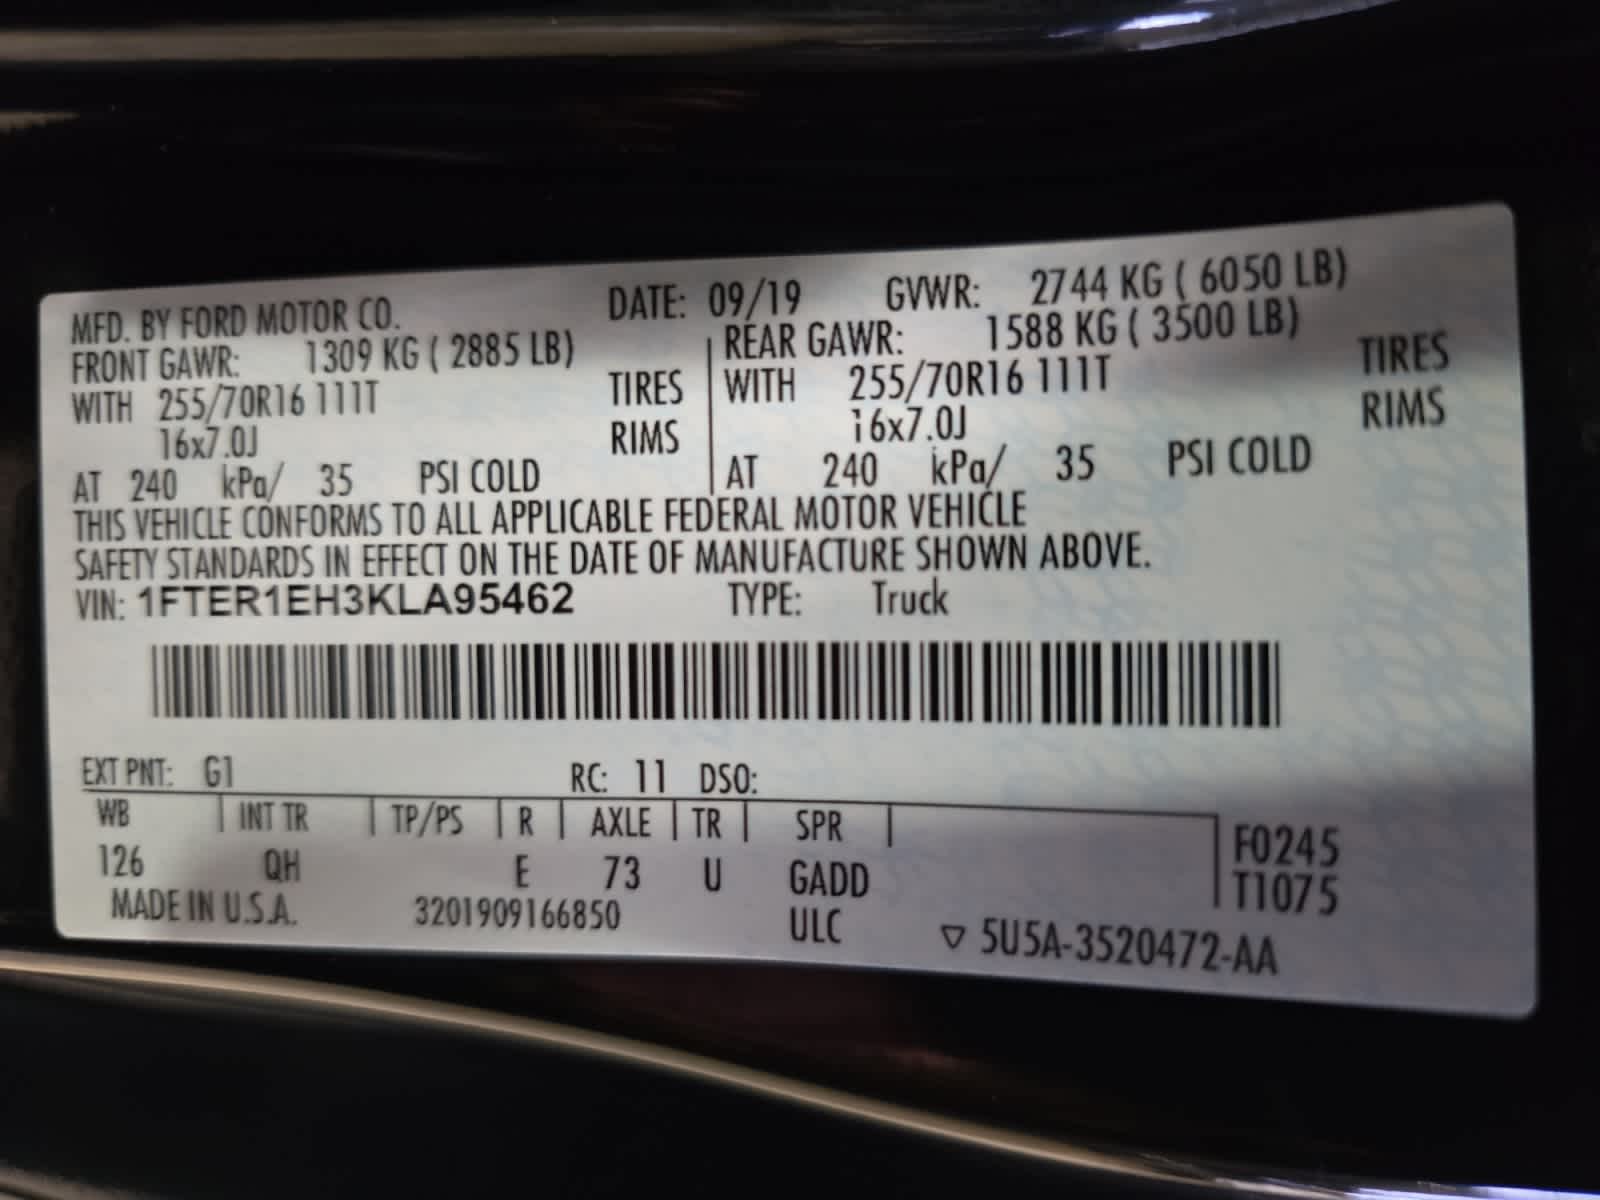 MFD. BY FORD MOTOR CO. DATE: 09/19 GVWR: 2744 KG ( 6050 LB)
FRONT GAWR: 1309 KG ( 2885 LB) REAR GAWR: 1588 KG ( 3500 LB)
WITH 255/70R16 111T TIRES WITH 255/70R16 111T TIRES
16x7.0J RIMS 16x7.0J RIMS
AT 240 kPa/ 35 PSI COLD AT 240 kPa/ 35 PSI COLD
THIS VEHICLE CONFORMS TO ALL APPLICABLE FEDERAL MOTOR VEHICLE
SAFETY STANDARDS IN EFFECT ON THE DATE OF MANUFACTURE SHOWN ABOVE.
VIN: 1FTER1EH3KLA95462 TYPE: Truck
EXT PNT: G1 RC: 11 DSO:
WB | INT TR | TP/PS | R | AXLE | TR | SPR | F0245
126 QH E 73 U GADD T1075
MADE IN U.S.A. 3201909166850 ULC ▽ 5U5A-3520472-AA